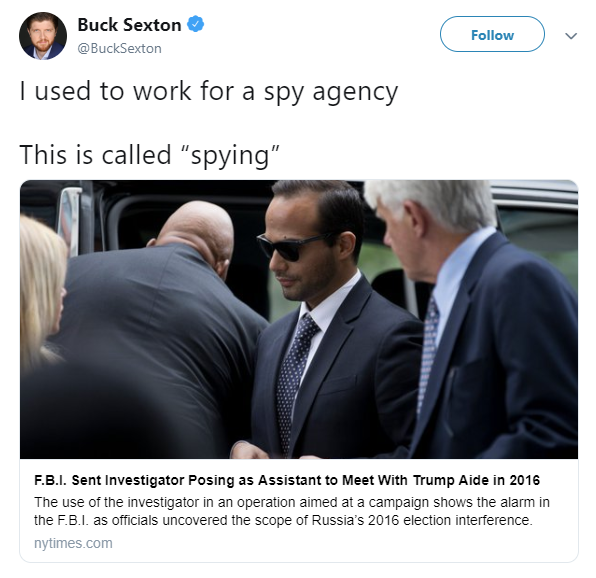 Buck Sexton
@BuckSexton
Follow
I used to work for a spy agency
This is called “spying”
F.B.I. Sent Investigator Posing as Assistant to Meet With Trump Aide in 2016
The use of the investigator in an operation aimed at a campaign shows the alarm in
the F.B.I. as officials uncovered the scope of Russia’s 2016 election interference.
nytimes.com